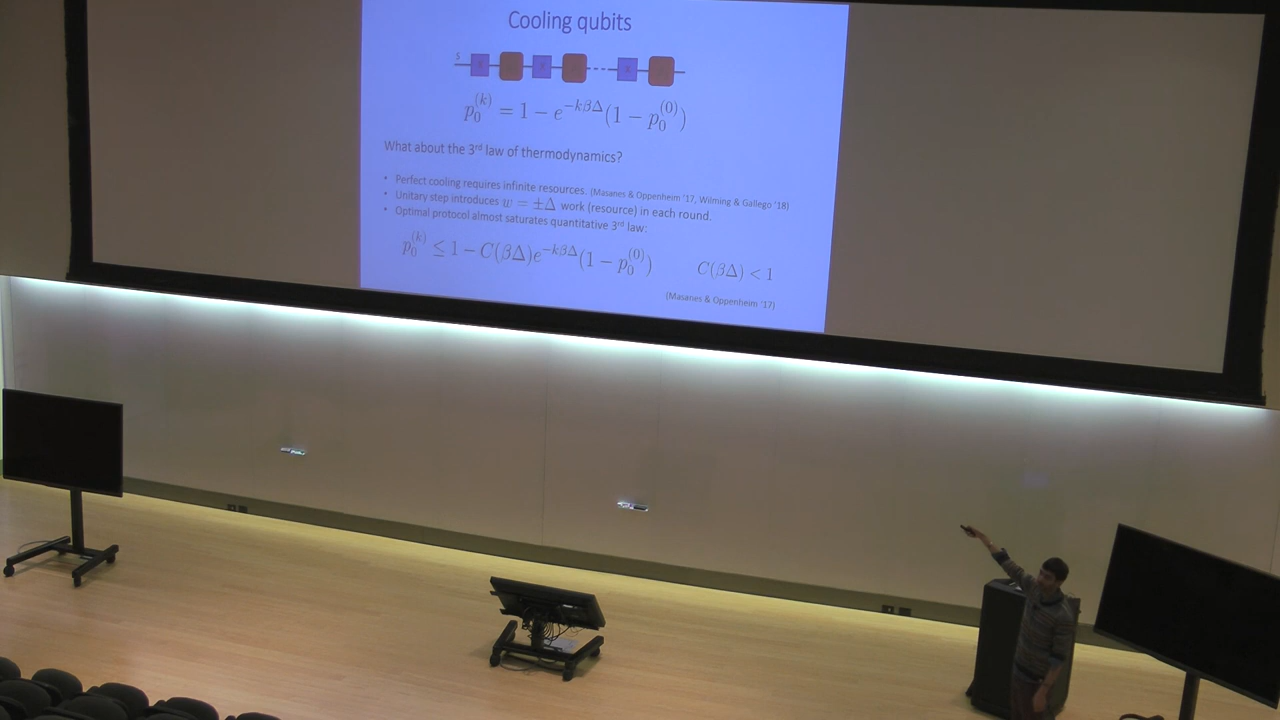 Cooling qubits
S
p_0^{(k)} = 1 − e^{−kβΔ}(1 − p_0^{(0)})
What about the 3rd law of thermodynamics?
• Perfect cooling requires infinite resources. (Masanes & Oppenheim '17, Wilming & Gallego '18)
• Unitary step introduces w = ±Δ work (resource) in each round.
• Optimal protocol almost saturates quantitative 3rd law:
p_0^{(k)} ≤ 1 − C(βΔ)e^{−kβΔ}(1 − p_0^{(0)}) C(βΔ) < 1
(Masanes & Oppenheim '17)